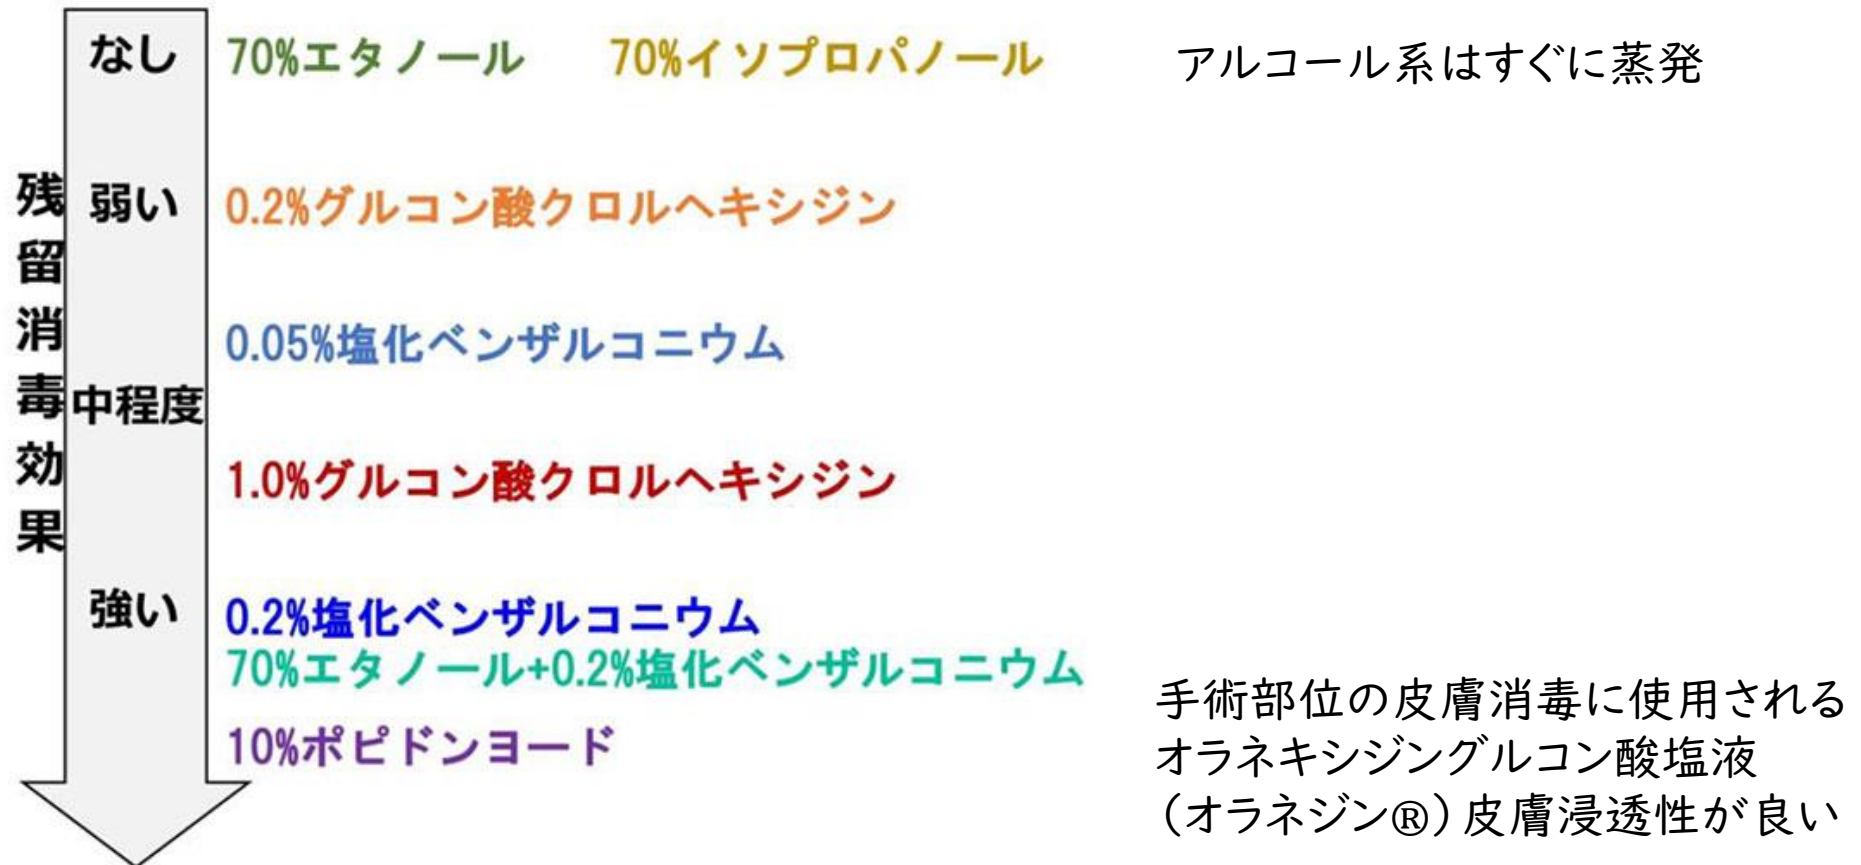 残留消毒効果
なし 70%エタノール 70%イソプロパノール アルコール系はすぐに蒸発
弱い 0.2%グルコン酸クロルヘキシジン
0.05%塩化ベンザルコニウム
中程度
1.0%グルコン酸クロルヘキシジン
強い 0.2%塩化ベンザルコニウム
70%エタノール+0.2%塩化ベンザルコニウム
10%ポピドンヨード
手術部位の皮膚消毒に使用される
オラネキシジングルコン酸塩液
(オラネジン®)皮膚浸透性が良い